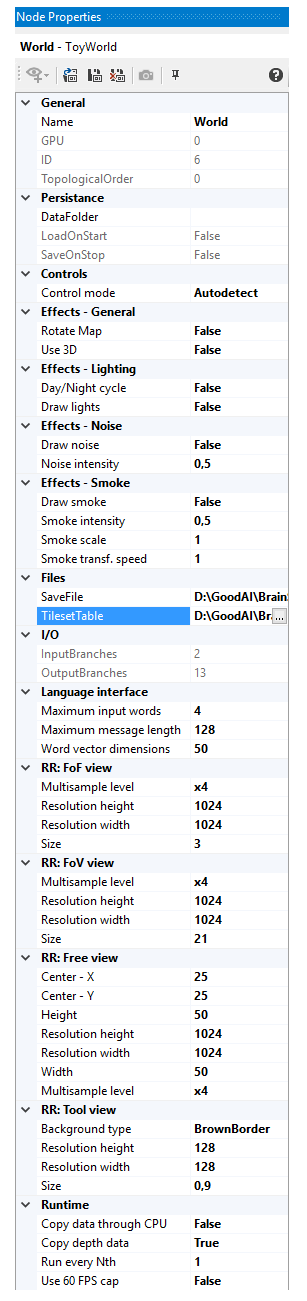 Node Properties
World - ToyWorld
General
Name World
GPU 0
ID 6
TopologicalOrder 0
Persistance
DataFolder
LoadOnStart False
SaveOnStop False
Controls
Control mode Autodetect
Effects - General
Rotate Map False
Use 3D False
Effects - Lighting
Day/Night cycle False
Draw lights False
Effects - Noise
Draw noise False
Noise intensity 0,5
Effects - Smoke
Draw smoke False
Smoke intensity 0,5
Smoke scale 1
Smoke transf. speed 1
Files
SaveFile D:\GoodAI\Brain
TilesetTable D:\GoodAI\Bra ...
I/O
InputBranches 2
OutputBranches 13
Language interface
Maximum input words 4
Maximum message length 128
Word vector dimensions 50
RR: FoF view
Multisample level x4
Resolution height 1024
Resolution width 1024
Size 3
RR: FoV view
Multisample level x4
Resolution height 1024
Resolution width 1024
Size 21
RR: Free view
Center - X 25
Center - Y 25
Height 50
Resolution height 1024
Resolution width 1024
Width 50
Multisample level x4
RR: Tool view
Background type BrownBorder
Resolution height 128
Resolution width 128
Size 0,9
Runtime
Copy data through CPU False
Copy depth data True
Run every Nth 1
Use 60 FPS cap False